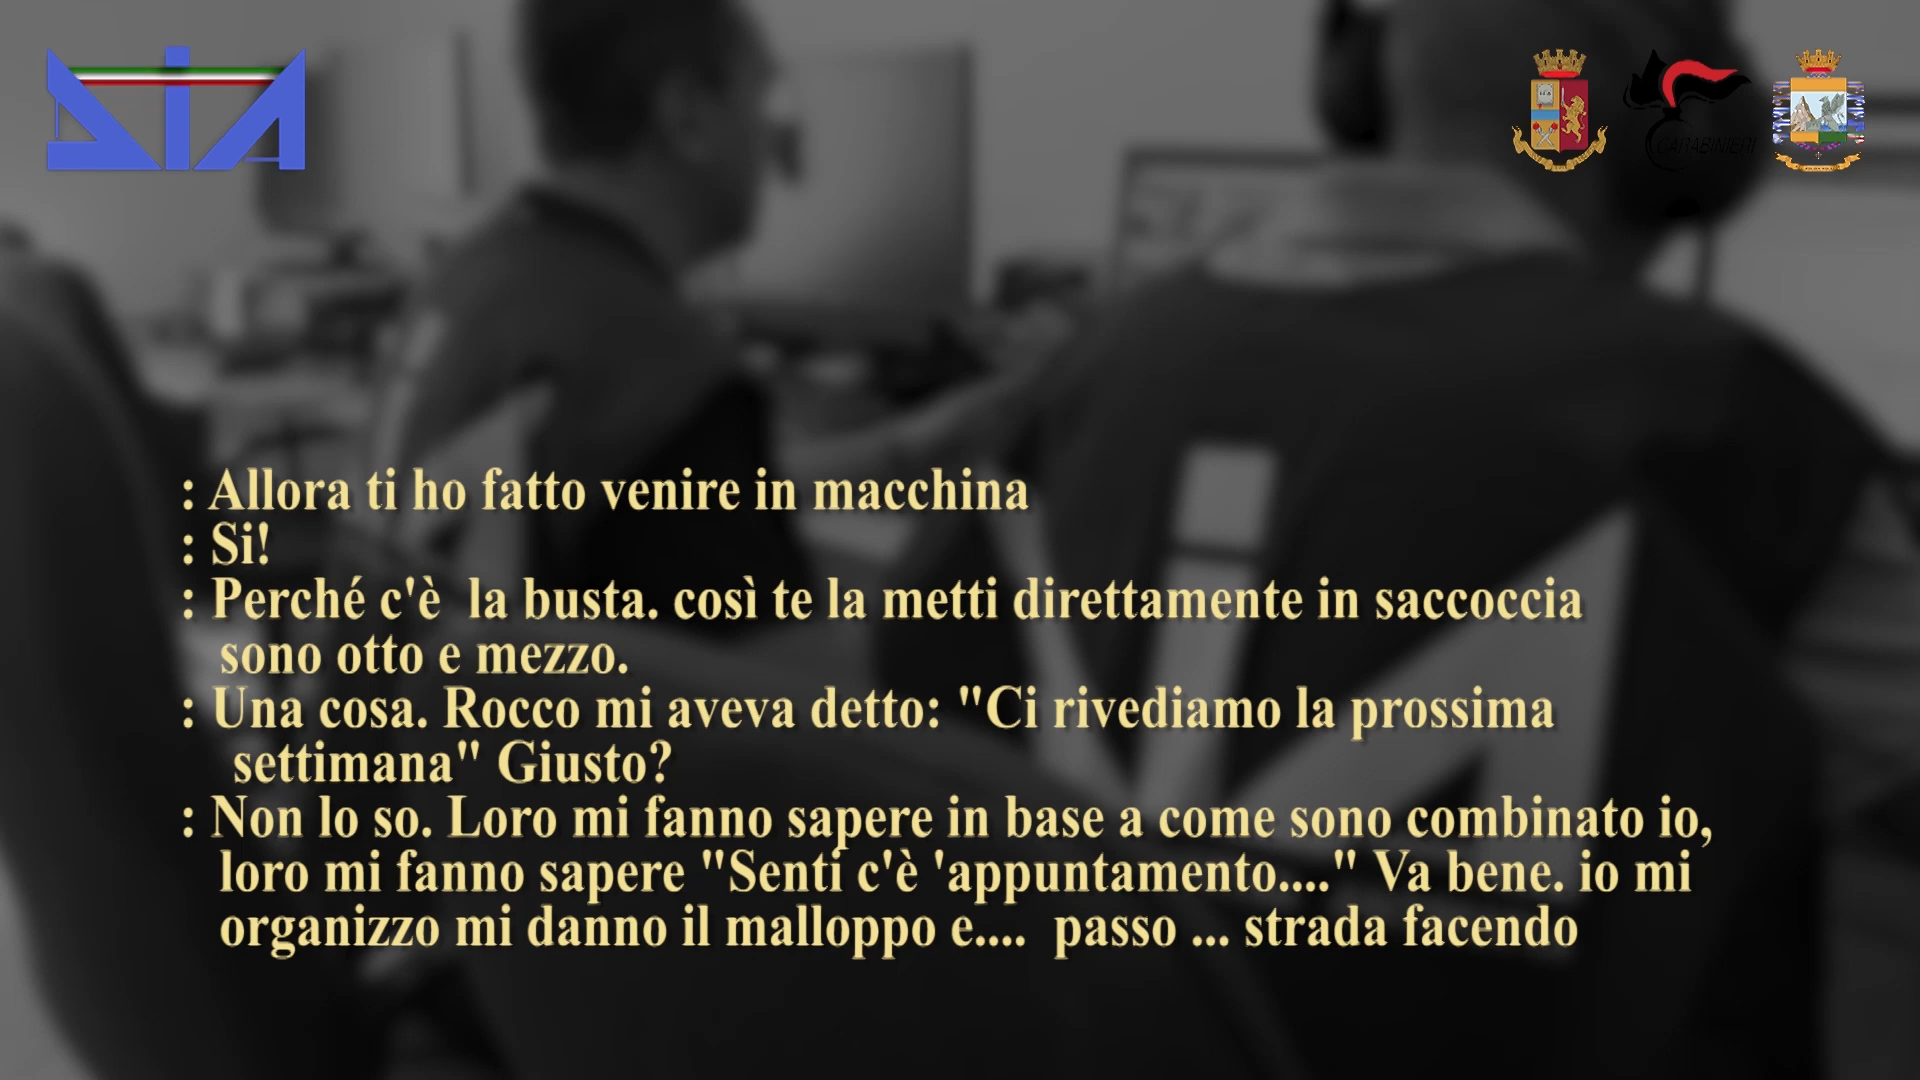 DIA
CARABINIERI
: Allora ti ho fatto venire in macchina
: Si!
: Perché c'è  la busta. così te la metti direttamente in saccoccia
sono otto e mezzo.
: Una cosa. Rocco mi aveva detto: "Ci rivediamo la prossima
settimana" Giusto?
: Non lo so. Loro mi fanno sapere in base a come sono combinato io,
loro mi fanno sapere "Senti c'è 'appuntamento...." Va bene. io mi
organizzo mi danno il malloppo e....  passo ... strada facendo